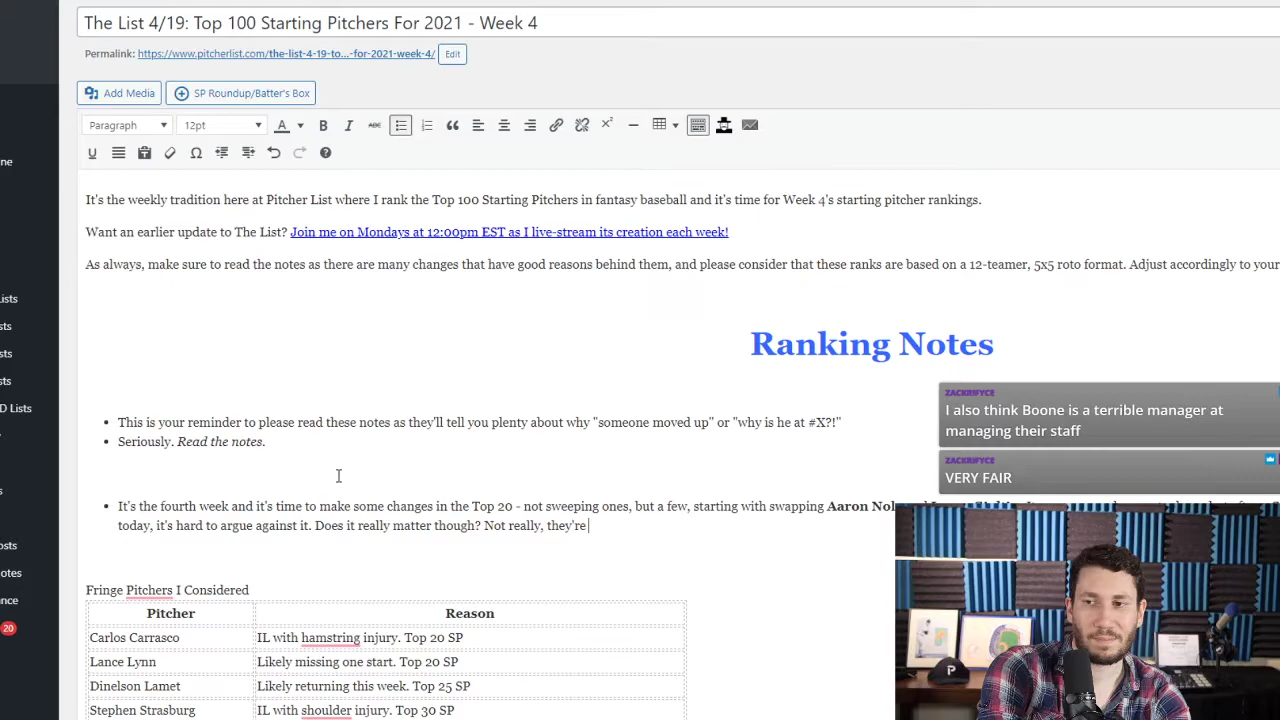 The List 4/19: Top 100 Starting Pitchers For 2021 - Week 4
Permalink: https://www.pitcherlist.com/the-list-4-19-to...-for-2021-week-4/ Edit
Add Media SP Roundup/Batter's Box
Paragraph 12pt A B I ABC
U
It's the weekly tradition here at Pitcher List where I rank the Top 100 Starting Pitchers in fantasy baseball and it's time for Week 4's starting pitcher rankings.
Want an earlier update to The List? Join me on Mondays at 12:00pm EST as I live-stream its creation each week!
As always, make sure to read the notes as there are many changes that have good reasons behind them, and please consider that these ranks are based on a 12-teamer, 5x5 roto format. Adjust accordingly to your
Ranking Notes
ZACKRIFYCE
I also think Boone is a terrible manager at
managing their staff
ZACKRIFYCE
VERY FAIR
• This is your reminder to please read these notes as they'll tell you plenty about why "someone moved up" or "why is he at #X?!"
• Seriously. Read the notes.
• It's the fourth week and it's time to make some changes in the Top 20 - not sweeping ones, but a few, starting with swapping Aaron
today, it's hard to argue against it. Does it really matter though? Not really, they're
Fringe Pitchers I Considered
Pitcher Reason
Carlos Carrasco IL with hamstring injury. Top 20 SP
Lance Lynn Likely missing one start. Top 20 SP
Dinelson Lamet Likely returning this week. Top 25 SP
Stephen Strasburg IL with shoulder injury. Top 30 SP
20